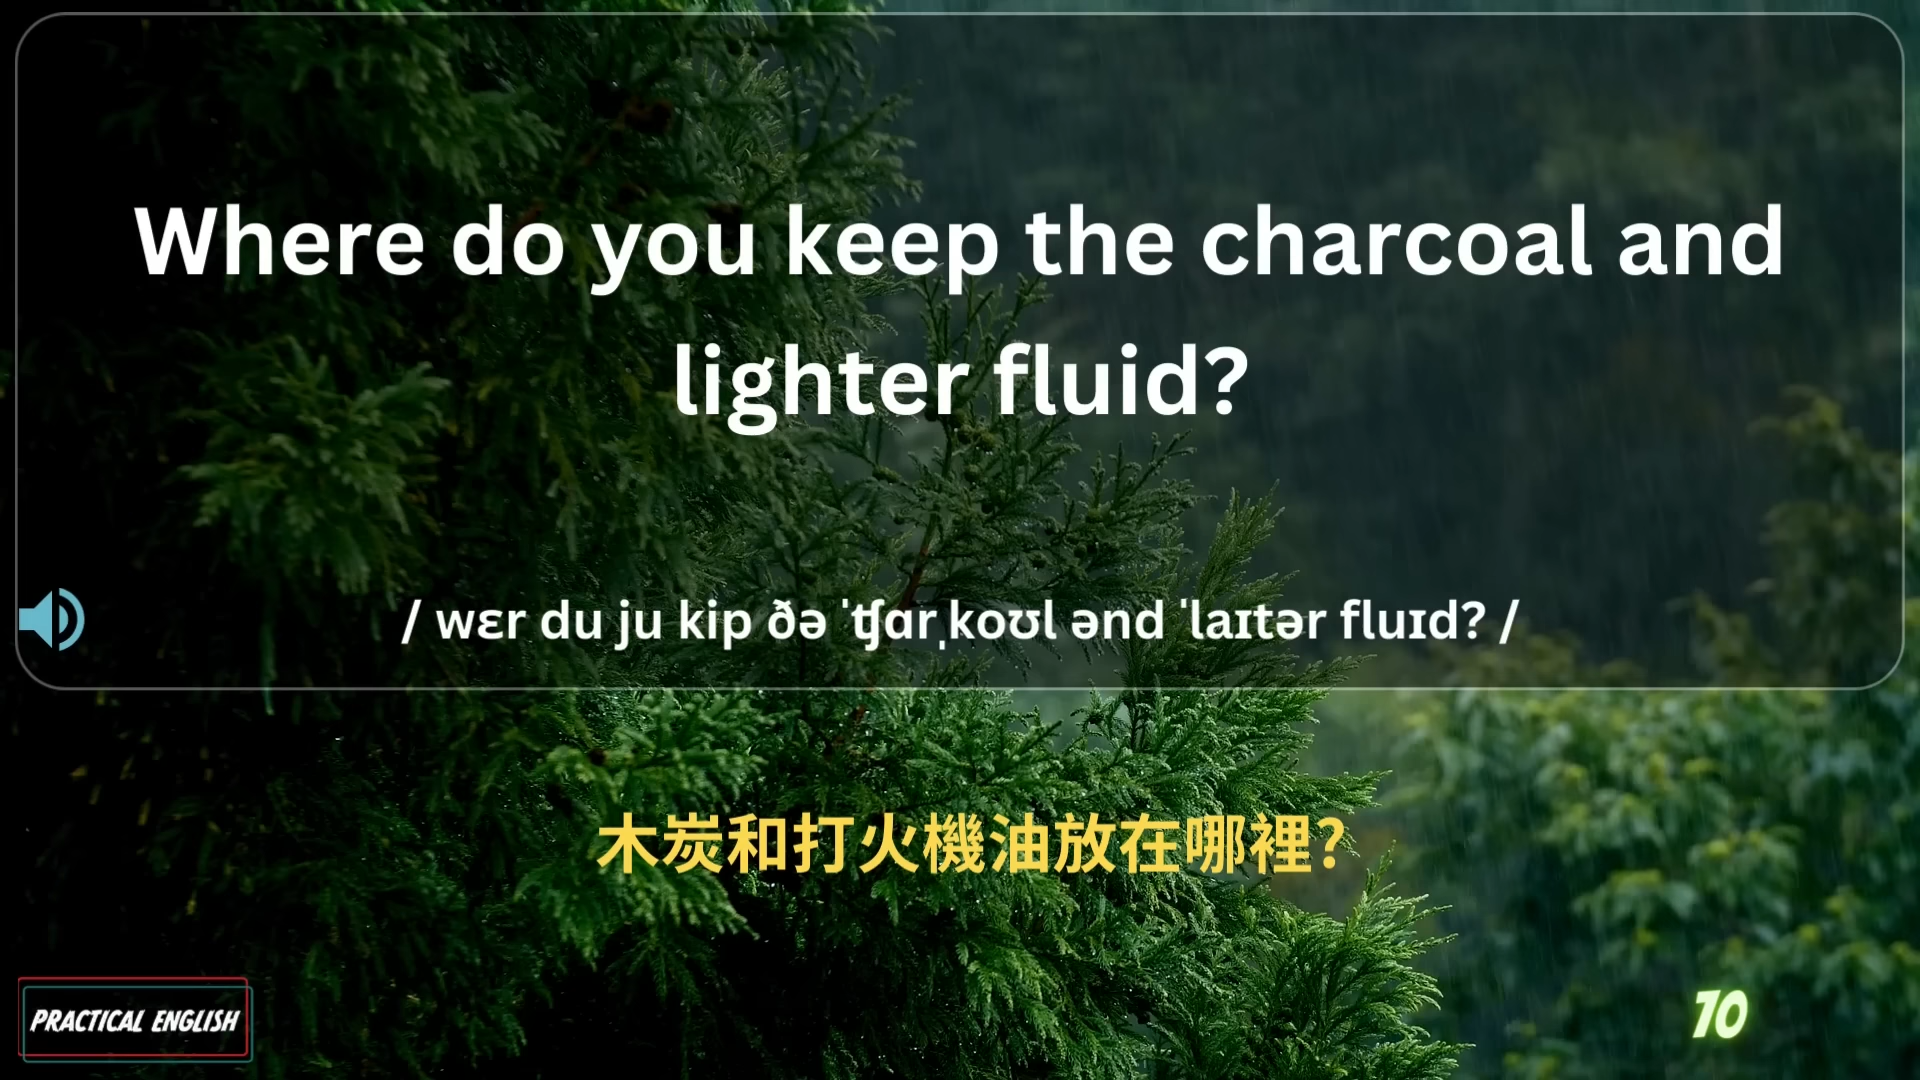 Where do you keep the charcoal and
lighter fluid?
/ wɛr du ju kip ðə ˈʧɑrˌkoʊl ənd ˈlaɪtər fluɪd? /
木炭和打火機油放在哪裡?
PRACTICAL ENGLISH
70